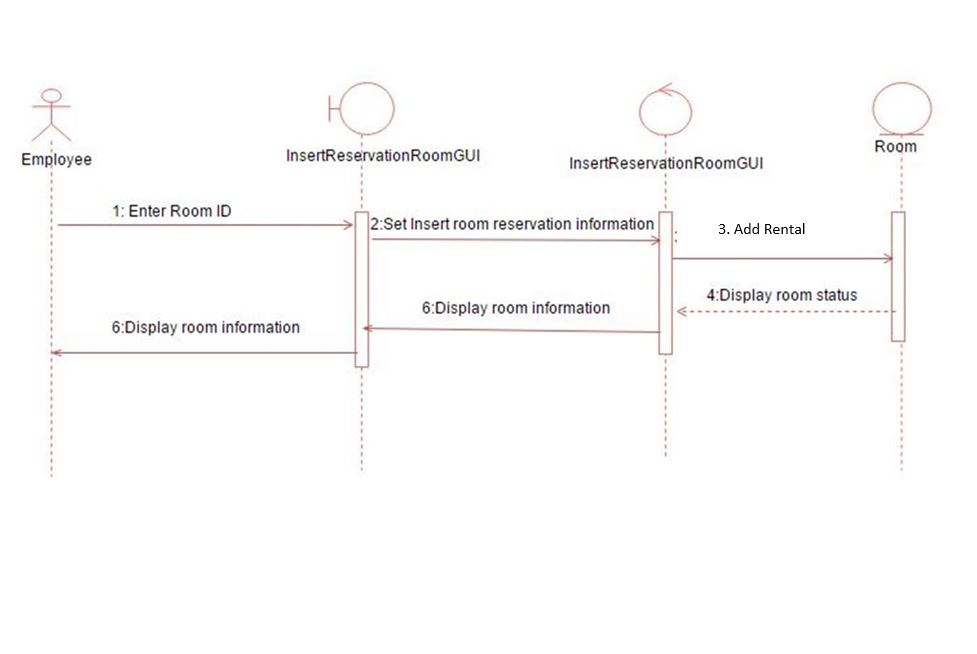 Employee
InsertReservationRoomGUI
InsertReservationRoomGUI
Room
1: Enter Room ID
2:Set Insert room reservation information
:
3. Add Rental
4:Display room status
6:Display room information
6:Display room information